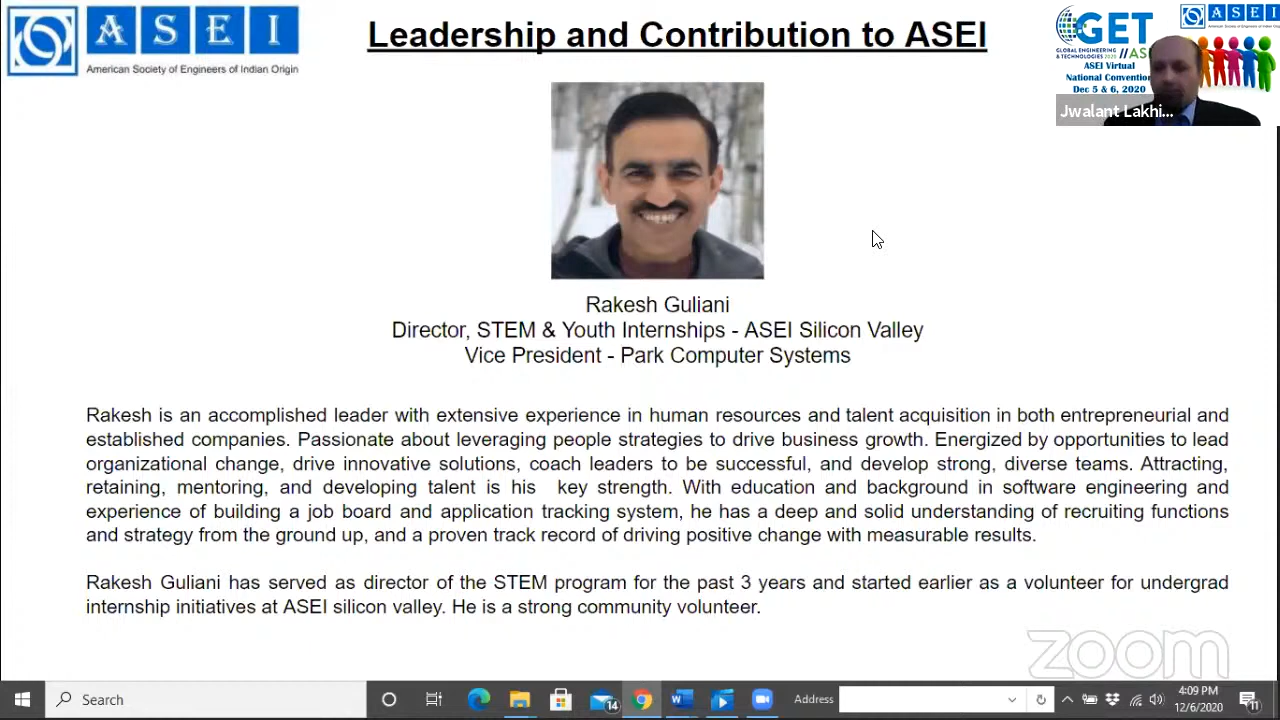 ASEI
American Society of Engineers of Indian Origin
Leadership and Contribution to ASEI
GET
GLOBAL ENGINEERING
& TECHNOLOGIES 2020 //
ASEI Virtual
National Convention
Dec 5 & 6, 2020
ASEI
Jwalant Lakhi...
Rakesh Guliani
Director, STEM & Youth Internships - ASEI Silicon Valley
Vice President - Park Computer Systems
Rakesh is an accomplished leader with extensive experience in human resources and talent acquisition in both entrepreneurial and
established companies. Passionate about leveraging people strategies to drive business growth. Energized by opportunities to lead
organizational change, drive innovative solutions, coach leaders to be successful, and develop strong, diverse teams. Attracting,
retaining, mentoring, and developing talent is his key strength. With education and background in software engineering and
experience of building a job board and application tracking system, he has a deep and solid understanding of recruiting functions
and strategy from the ground up, and a proven track record of driving positive change with measurable results.
Rakesh Guliani has served as director of the STEM program for the past 3 years and started earlier as a volunteer for undergrad
internship initiatives at ASEI silicon valley. He is a strong community volunteer.
zoom
Search
14
Address
4:09 PM
12/6/2020
11